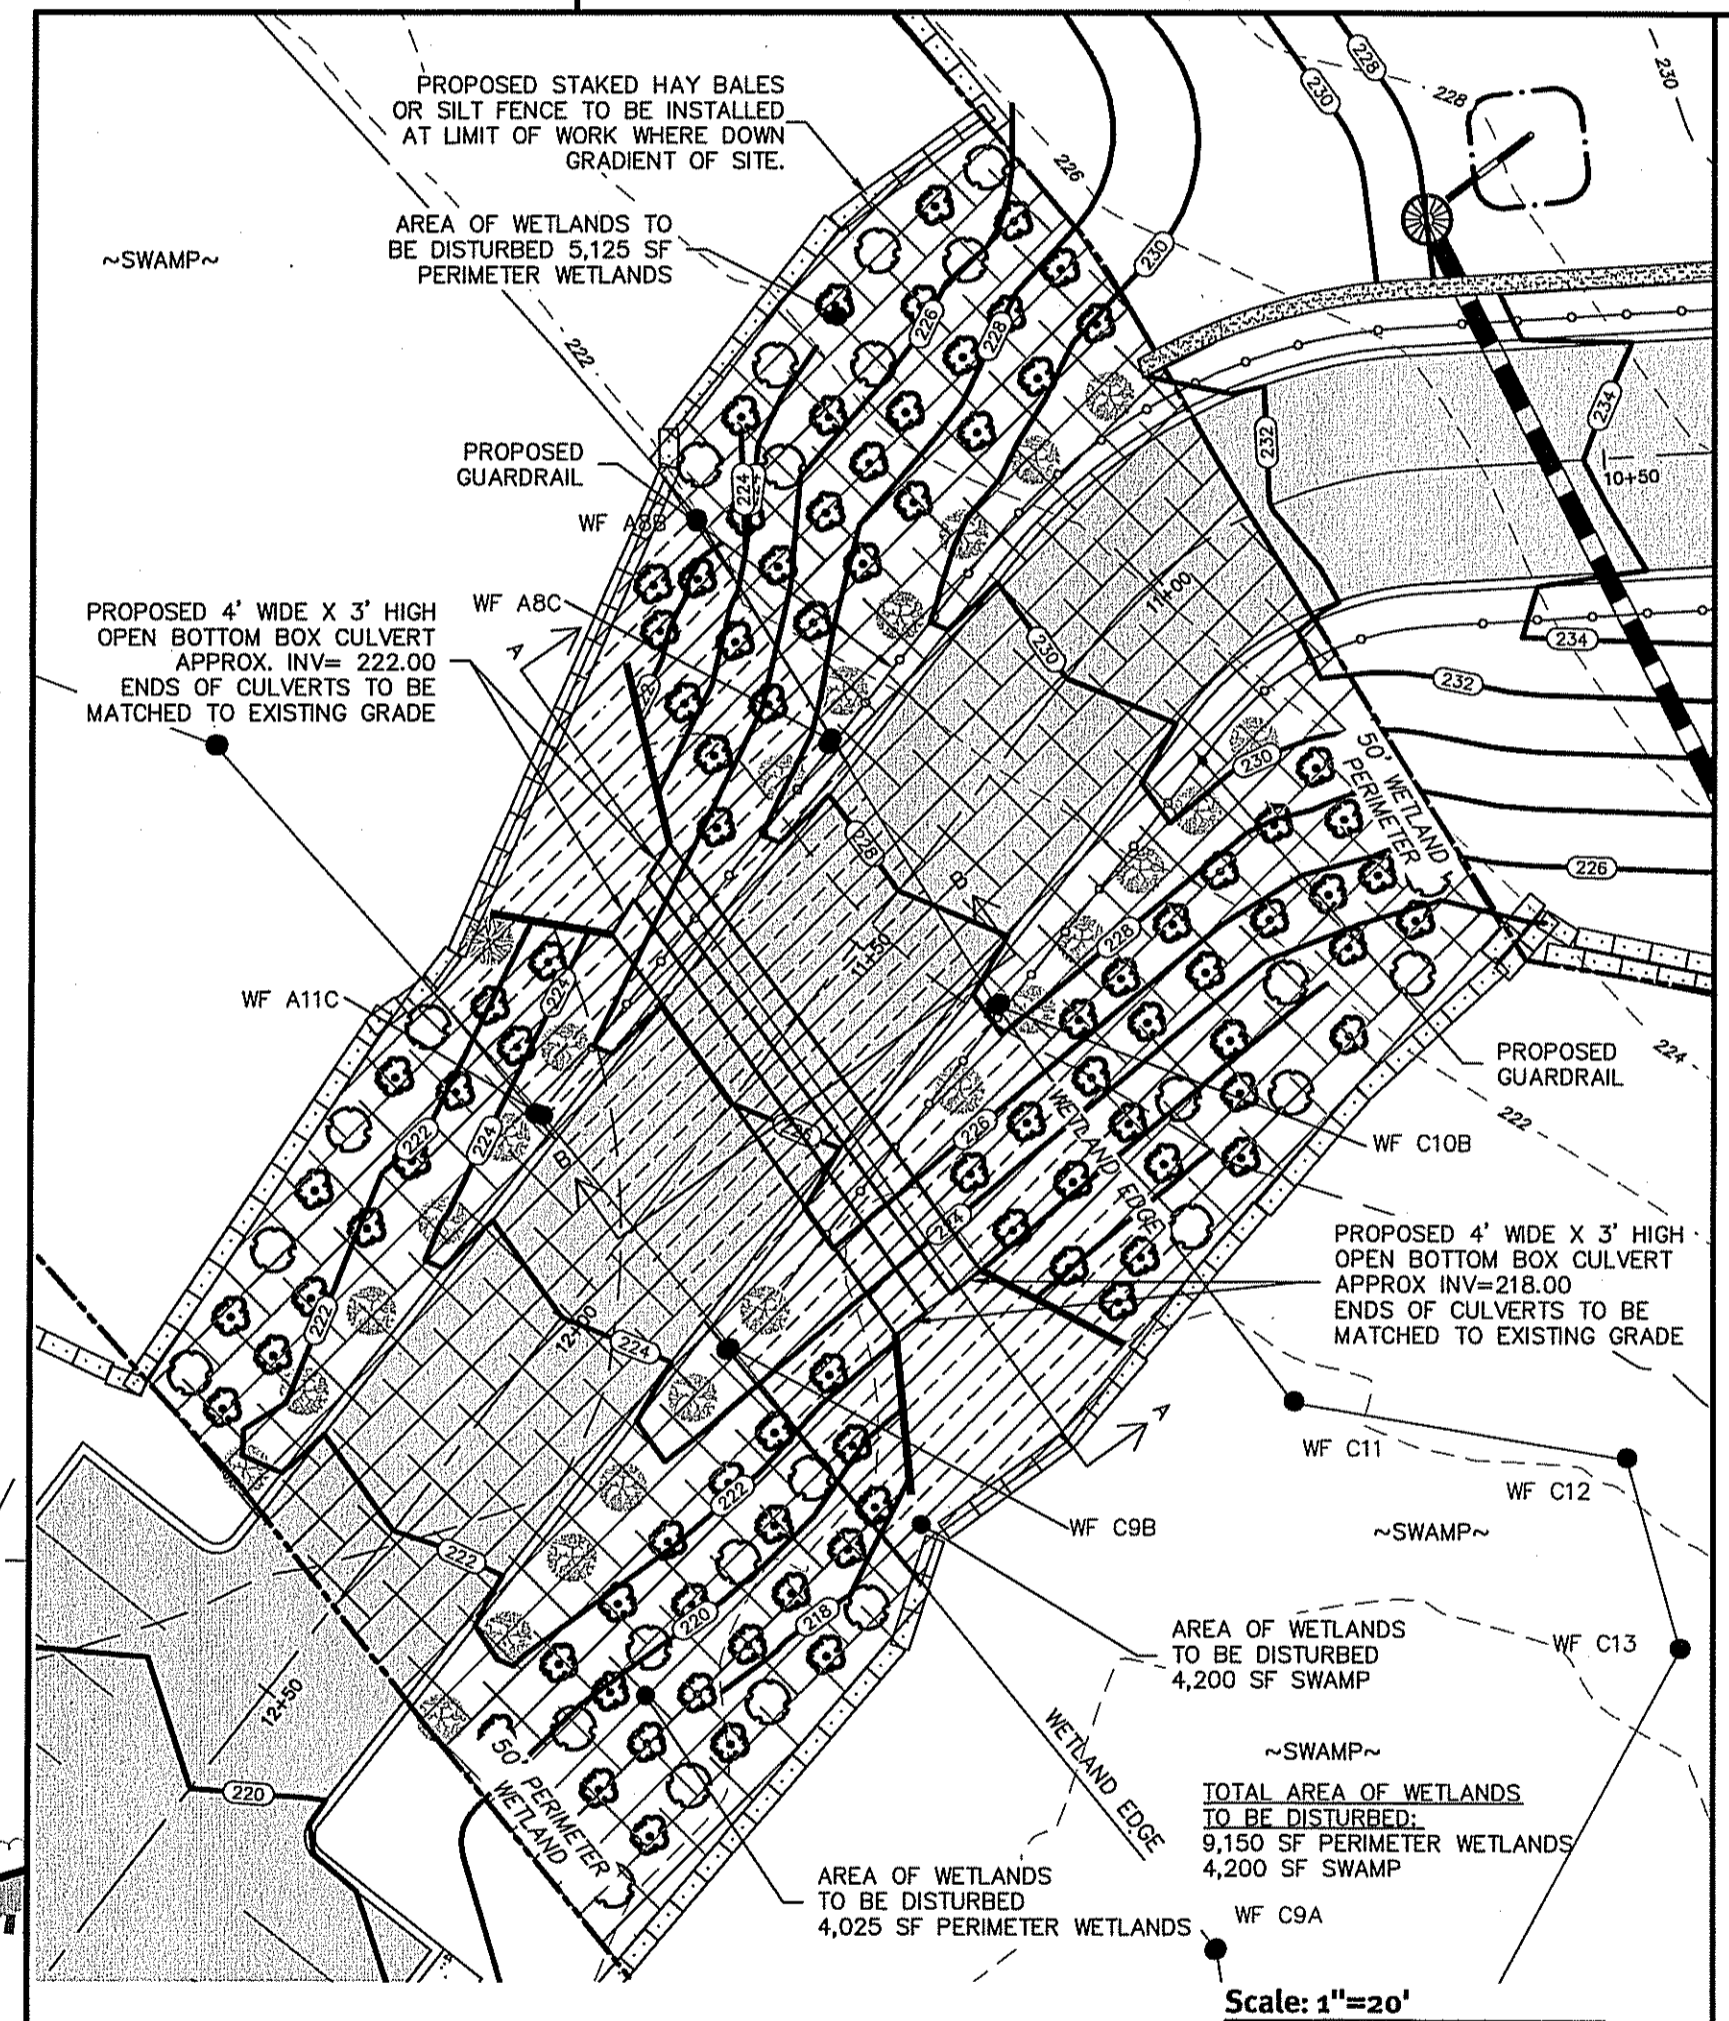 PROPOSED STAKED HAY BALES
OR SILT FENCE TO BE INSTALLED
AT LIMIT OF WORK WHERE DOWN
GRADIENT OF SITE.
AREA OF WETLANDS TO
BE DISTURBED 5,125 SF
PERIMETER WETLANDS
~SWAMP~
230
228
228
230
226
230
222
226
228
232
234
10+50
PROPOSED
GUARDRAIL
224
WF A8B
11+00
WF A8C
PROPOSED 4' WIDE X 3' HIGH
OPEN BOTTOM BOX CULVERT
APPROX. INV= 222.00
ENDS OF CULVERTS TO BE
MATCHED TO EXISTING GRADE
A
230
234
232
50' WETLAND
PERIMETER
230
228
226
B
228
11+50
WF A11C
224
PROPOSED
GUARDRAIL
224
222
222
224
226
226
WETLAND EDGE
WF C10B
B
224
PROPOSED 4' WIDE X 3' HIGH
OPEN BOTTOM BOX CULVERT
APPROX INV=218.00
ENDS OF CULVERTS TO BE
MATCHED TO EXISTING GRADE
222
12+00
224
A
WF C11
WF C12
WF C9B
~SWAMP~
222
222
220
218
AREA OF WETLANDS
TO BE DISTURBED
4,200 SF SWAMP
WF C13
12+50
220
50' PERIMETER
WETLAND
WETLAND EDGE
~SWAMP~
TOTAL AREA OF WETLANDS
TO BE DISTURBED:
9,150 SF PERIMETER WETLANDS
4,200 SF SWAMP
AREA OF WETLANDS
TO BE DISTURBED
4,025 SF PERIMETER WETLANDS
WF C9A
Scale: 1"=20'